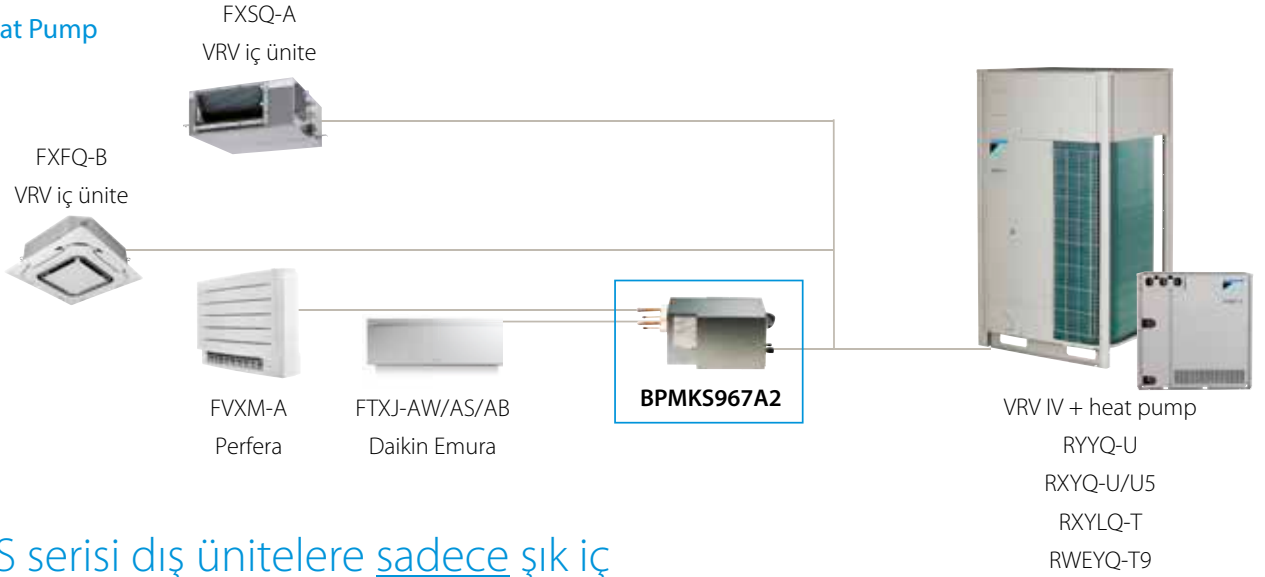 at Pump
FXSQ-A
VRV iç ünite
FXFQ-B
VRV iç ünite
FVXM-A
Perfera
FTXJ-AW/AS/AB
Daikin Emura
BPMKS967A2
VRV IV + heat pump
RYYQ-U
RXYQ-U/U5
RXYLQ-T
RWEYQ-T9
S serisi dış ünitelere sadece şık iç